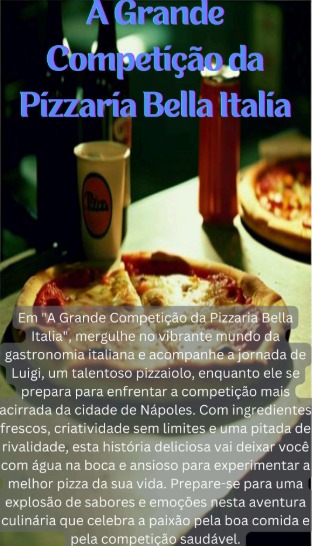 A Grande
Competição da
Pizzaria Bella Italia
Em "A Grande Competição da Pizzaria Bella
Italia", mergulhe no vibrante mundo da
gastronomia italiana e acompanhe a jornada de
Luigi, um talentoso pizzaiolo, enquanto ele se
prepara para enfrentar a competição mais
acirrada da cidade de Nápoles. Com ingredientes
frescos, criatividade sem limites e uma pitada de
rivalidade, esta história deliciosa vai deixar você
com água na boca e ansioso para experimentar a
melhor pizza da sua vida. Prepare-se para uma
explosão de sabores e emoções nesta aventura
culinária que celebra a paixão pela boa comida e
pela competição saudável.